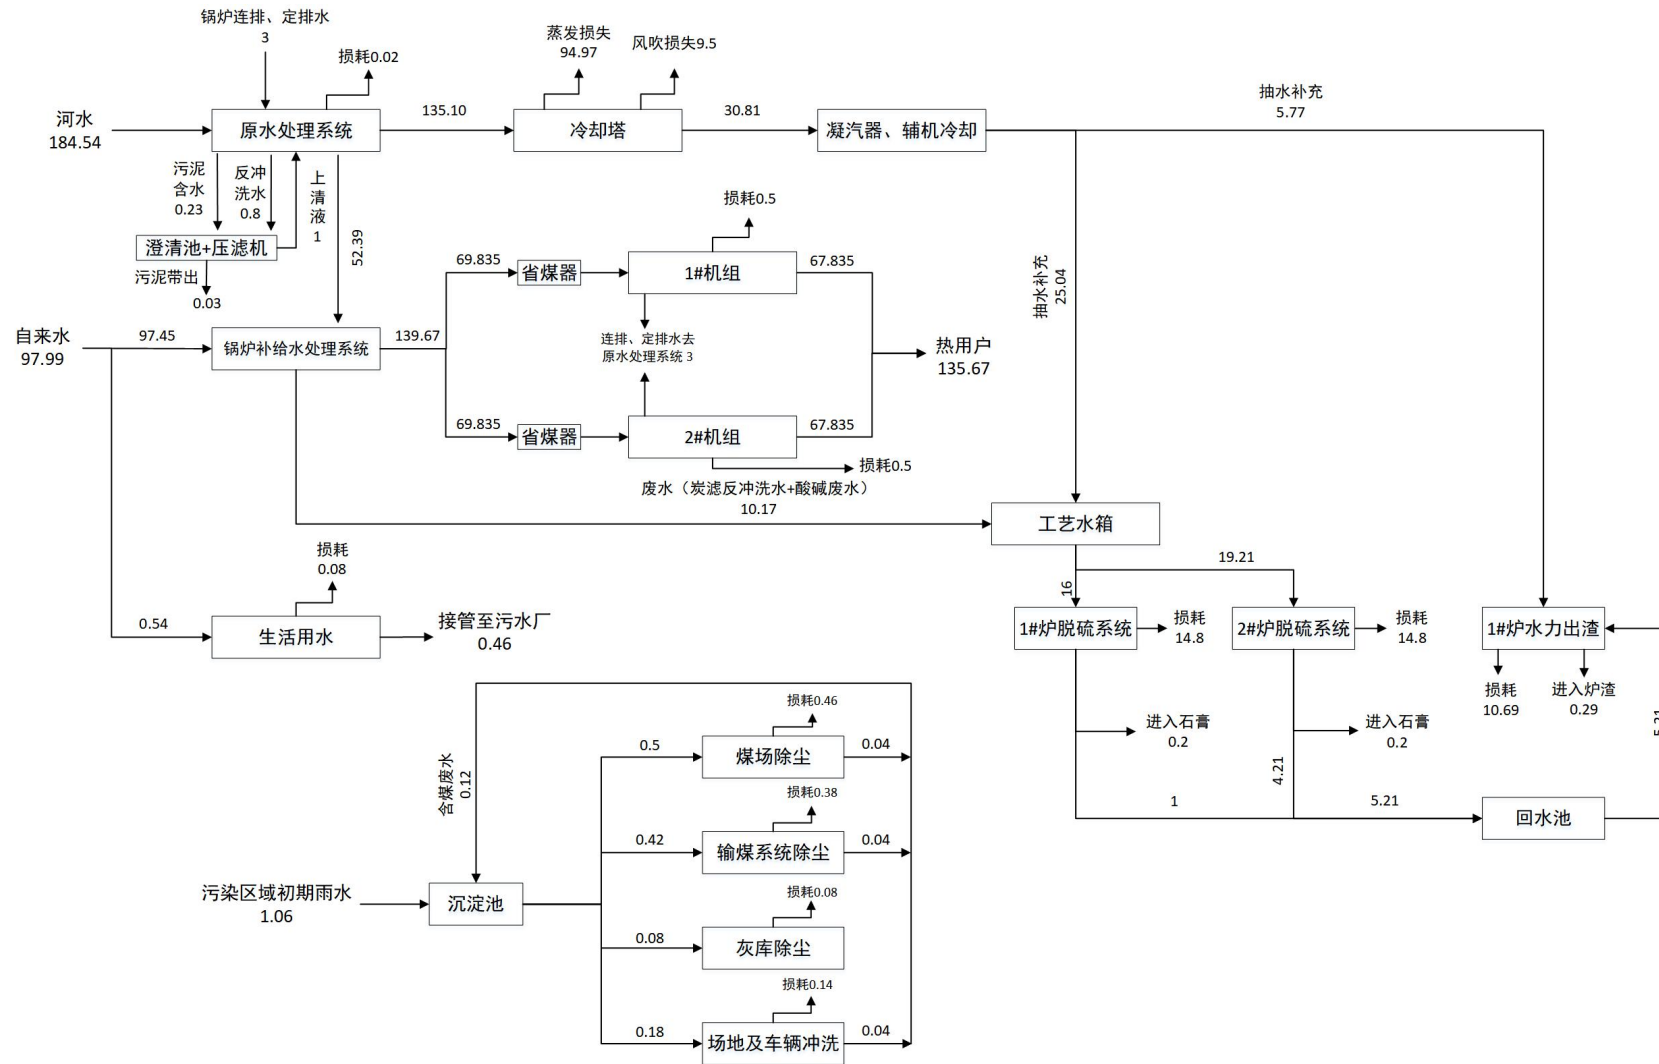 锅炉连排、定排水
3
损耗0.02
蒸发损失
94.97
风吹损失9.5
抽水补充
5.77
河水
184.54
原水处理系统
135.10
冷却塔
30.81
凝汽器、辅机冷却
污泥
含水
0.23
反冲
洗水
0.8
上
清
液
1
52.39
澄清池+压滤机
污泥带出
0.03
损耗0.5
69.835
省煤器
1#机组
67.835
抽水补充
25.04
自来水
97.99
97.45
锅炉补给水处理系统
139.67
连排、定排水去
原水处理系统 3
热用户
135.67
69.835
省煤器
2#机组
67.835
损耗0.5
废水（炭滤反冲洗水+酸碱废水）
10.17
工艺水箱
损耗
0.08
0.54
生活用水
接管至污水厂
0.46
16
19.21
1#炉脱硫系统
损耗
14.8
2#炉脱硫系统
损耗
14.8
1#炉水力出渣
损耗
10.69
进入炉渣
0.29
进入石膏
0.2
进入石膏
0.2
4.21
5.21
1
5.21
回水池
含煤废水
0.12
损耗0.46
0.5
煤场除尘
0.04
损耗0.38
0.42
输煤系统除尘
0.04
污染区域初期雨水
1.06
沉淀池
损耗0.08
0.08
灰库除尘
损耗0.14
0.18
场地及车辆冲洗
0.04